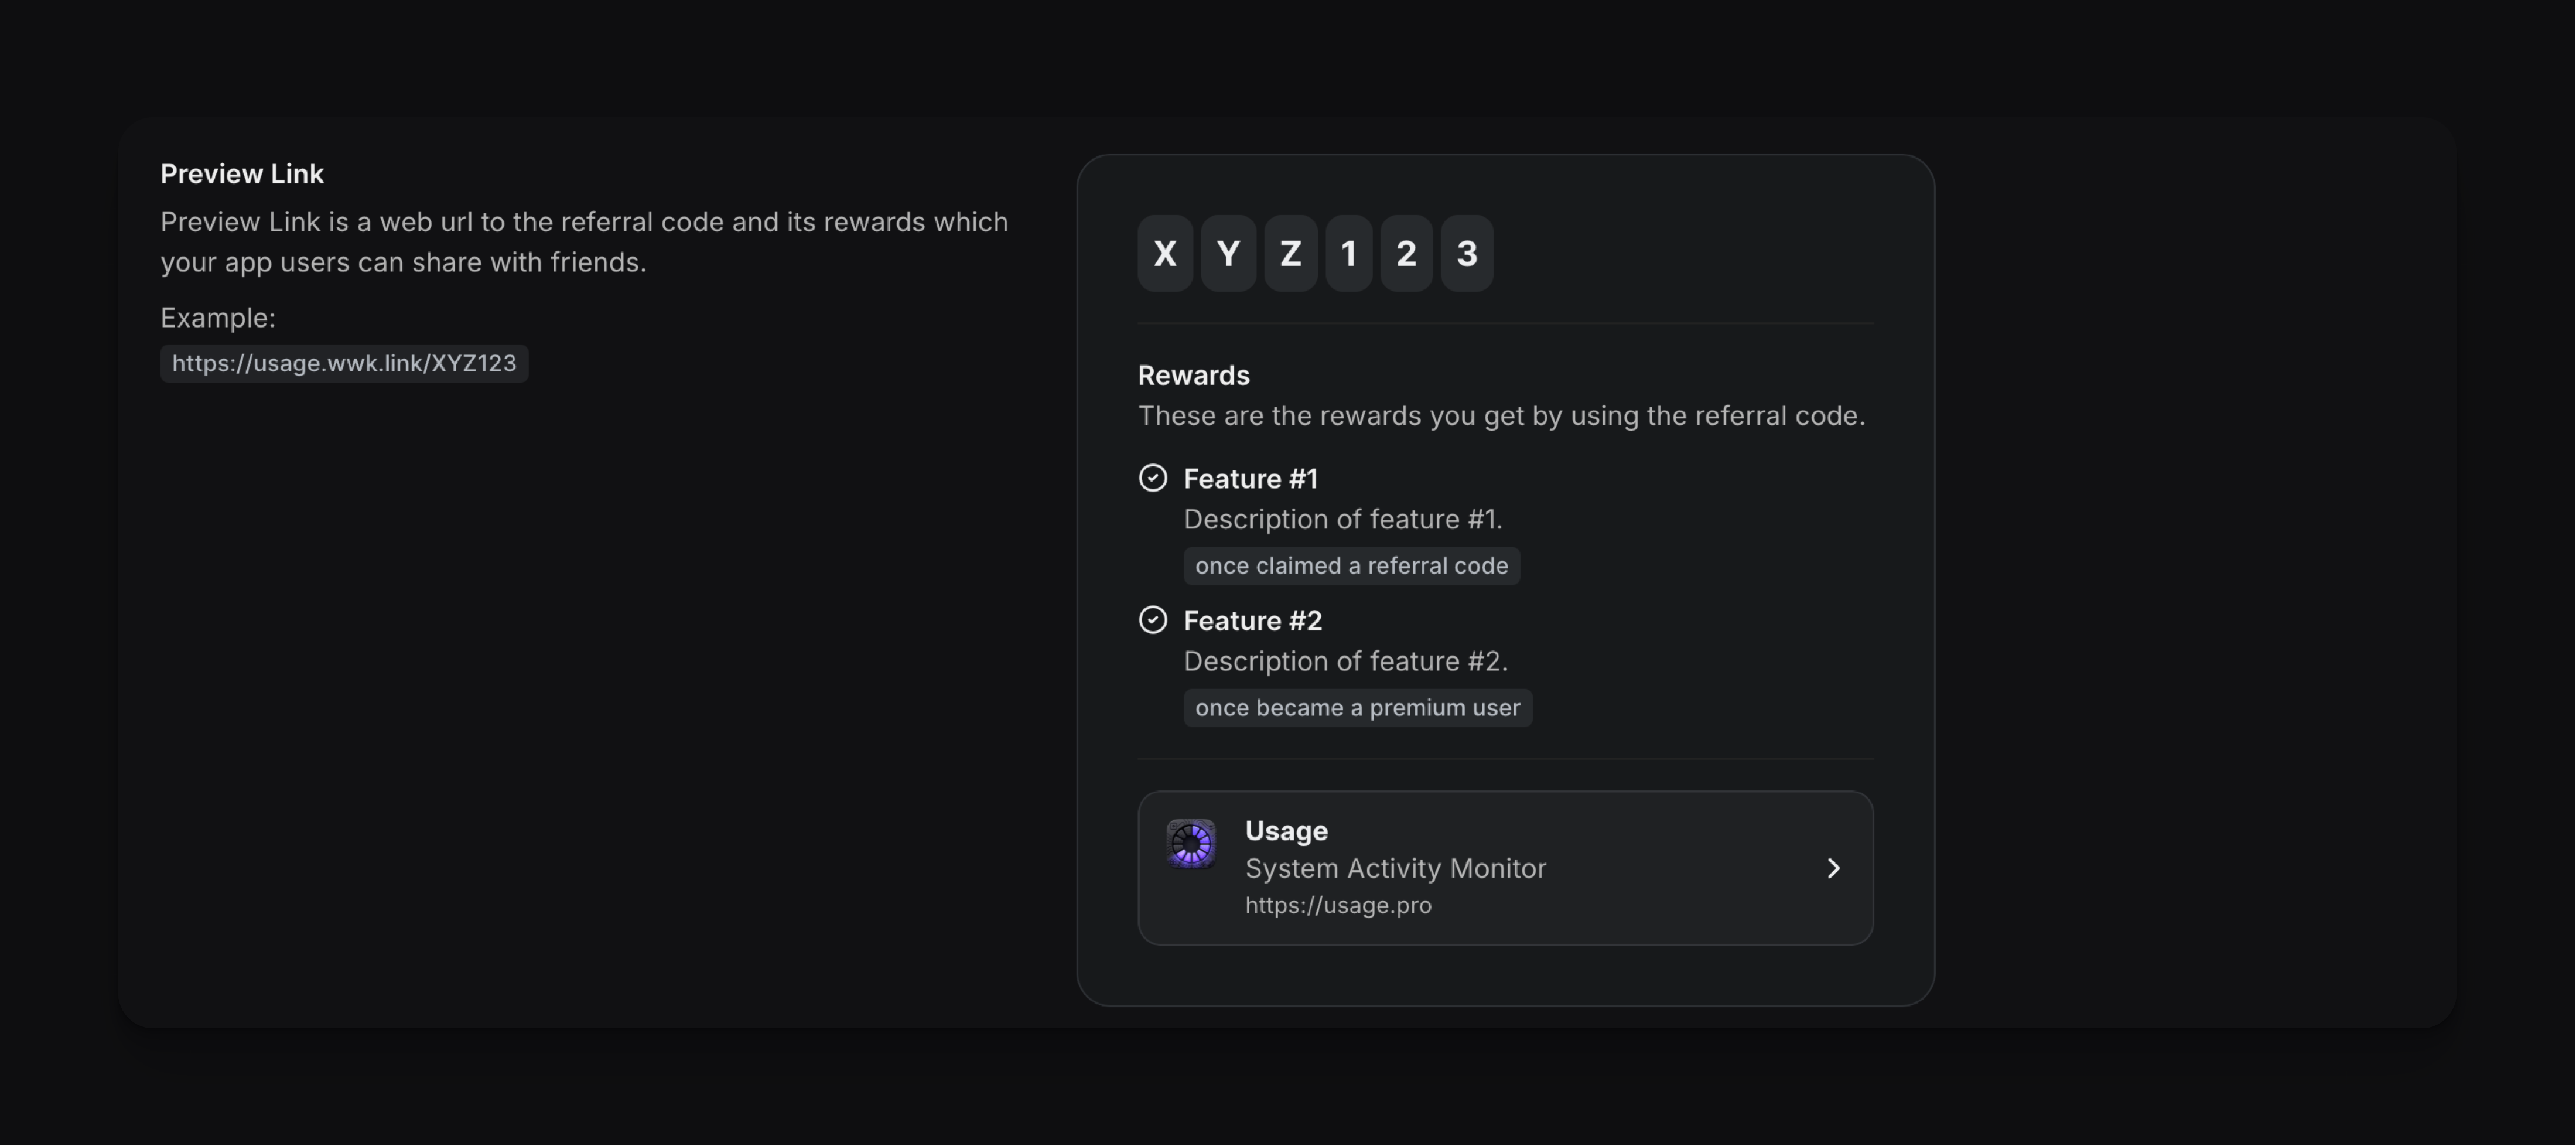 Preview Link
Preview Link is a web url to the referral code and its rewards which
your app users can share with friends.
Example:
https://usage.wwk.link/XYZ123
X Y Z 1 2 3
Rewards
These are the rewards you get by using the referral code.
Feature #1
Description of feature #1.
once claimed a referral code
Feature #2
Description of feature #2.
once became a premium user
Usage
System Activity Monitor
https://usage.pro